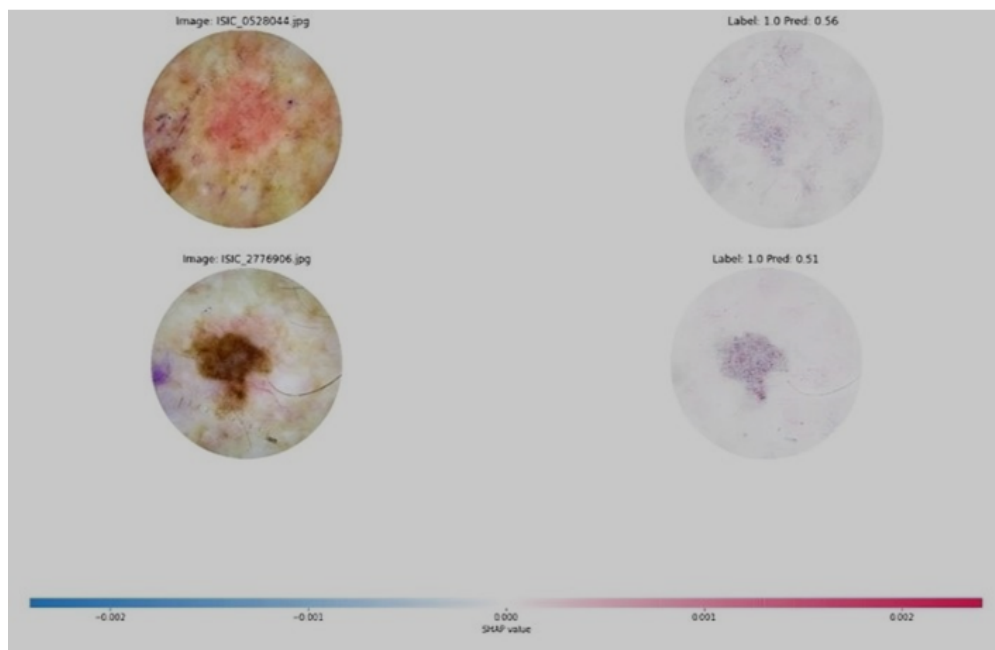 Image: ISIC_0528044.jpg
Label: 1.0 Pred: 0.56
Image: ISIC_2776906.jpg
Label: 1.0 Pred: 0.51
−0.002
−0.001
0.000
0.001
0.002
SHAP value